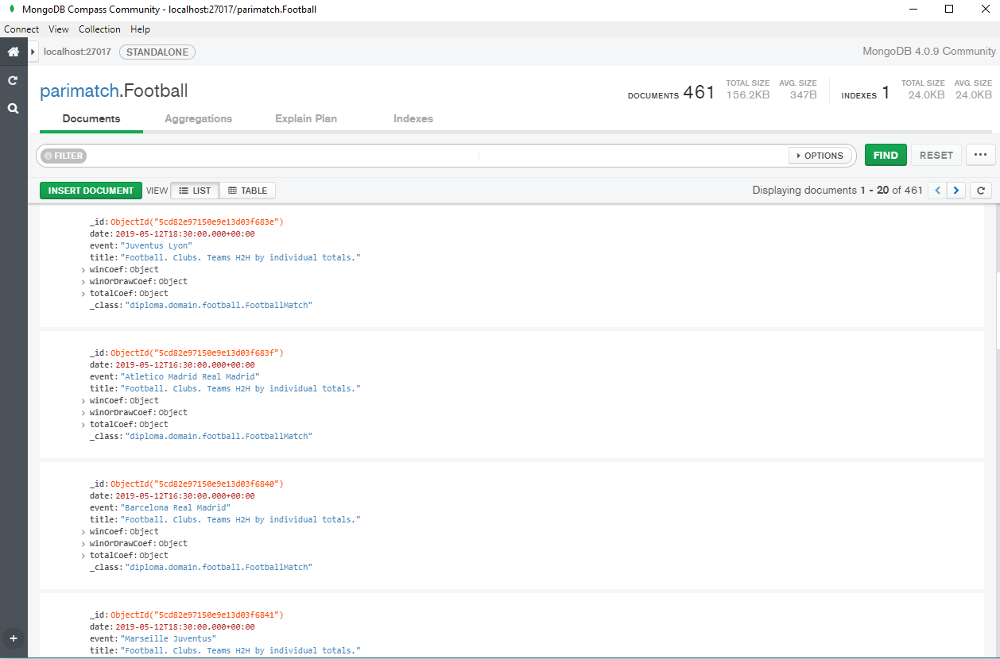 MongoDB Compass Community - localhost:27017/parimatch.Football
Connect View Collection Help
localhost:27017 STANDALONE MongoDB 4.0.9 Community
parimatch.Football
DOCUMENTS 461 TOTAL SIZE 156.2KB AVG. SIZE 347B INDEXES 1 TOTAL SIZE 24.0KB AVG. SIZE 24.0KB
Documents Aggregations Explain Plan Indexes
FILTER OPTIONS FIND RESET ...
INSERT DOCUMENT VIEW LIST TABLE Displaying documents 1 - 20 of 461
_id: ObjectId("5cd82e97150e9e13d03f683e")
date: 2019-05-12T18:30:00.000+00:00
event: "Juventus Lyon"
title: "Football. Clubs. Teams H2H by individual totals."
winCoef: Object
winOrDrawCoef: Object
totalCoef: Object
_class: "diploma.domain.football.FootballMatch"
_id: ObjectId("5cd82e97150e9e13d03f683f")
date: 2019-05-12T16:30:00.000+00:00
event: "Atletico Madrid Real Madrid"
title: "Football. Clubs. Teams H2H by individual totals."
winCoef: Object
winOrDrawCoef: Object
totalCoef: Object
_class: "diploma.domain.football.FootballMatch"
_id: ObjectId("5cd82e97150e9e13d03f6840")
date: 2019-05-12T16:30:00.000+00:00
event: "Barcelona Real Madrid"
title: "Football. Clubs. Teams H2H by individual totals."
winCoef: Object
winOrDrawCoef: Object
totalCoef: Object
_class: "diploma.domain.football.FootballMatch"
_id: ObjectId("5cd82e97150e9e13d03f6841")
date: 2019-05-12T18:30:00.000+00:00
event: "Marseille Juventus"
title: "Football. Clubs. Teams H2H by individual totals."